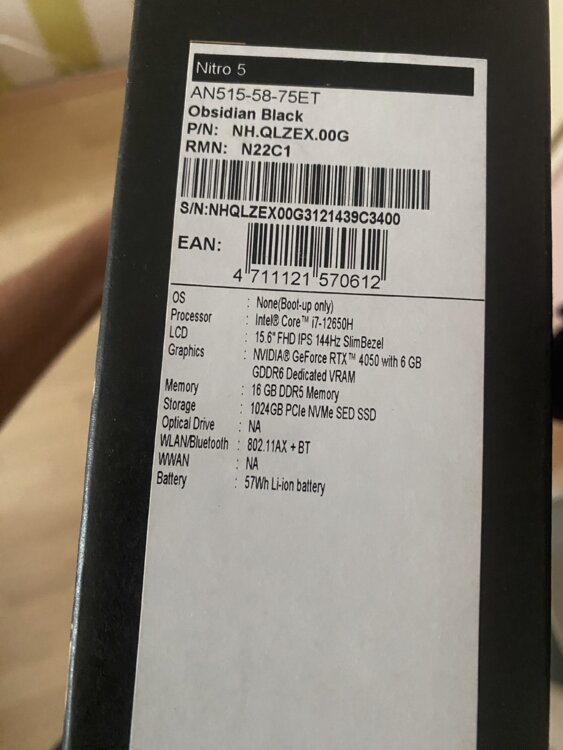 Nitro 5
AN515-58-75ET
Obsidian Black
P/N: NH.QLZEX.00G
RMN: N22C1
S/N:NHQLZEX00G3121439C3400
EAN:
4 711121 570612
OS : None(Boot-up only)
Processor : Intel® Core™ i7-12650H
LCD : 15.6" FHD IPS 144Hz SlimBezel
Graphics : NVIDIA® GeForce RTX™ 4050 with 6 GB
GDDR6 Dedicated VRAM
Memory : 16 GB DDR5 Memory
Storage : 1024GB PCIe NVMe SED SSD
Optical Drive : NA
WLAN/Bluetooth : 802.11AX + BT
WWAN : NA
Battery : 57Wh Li-ion battery